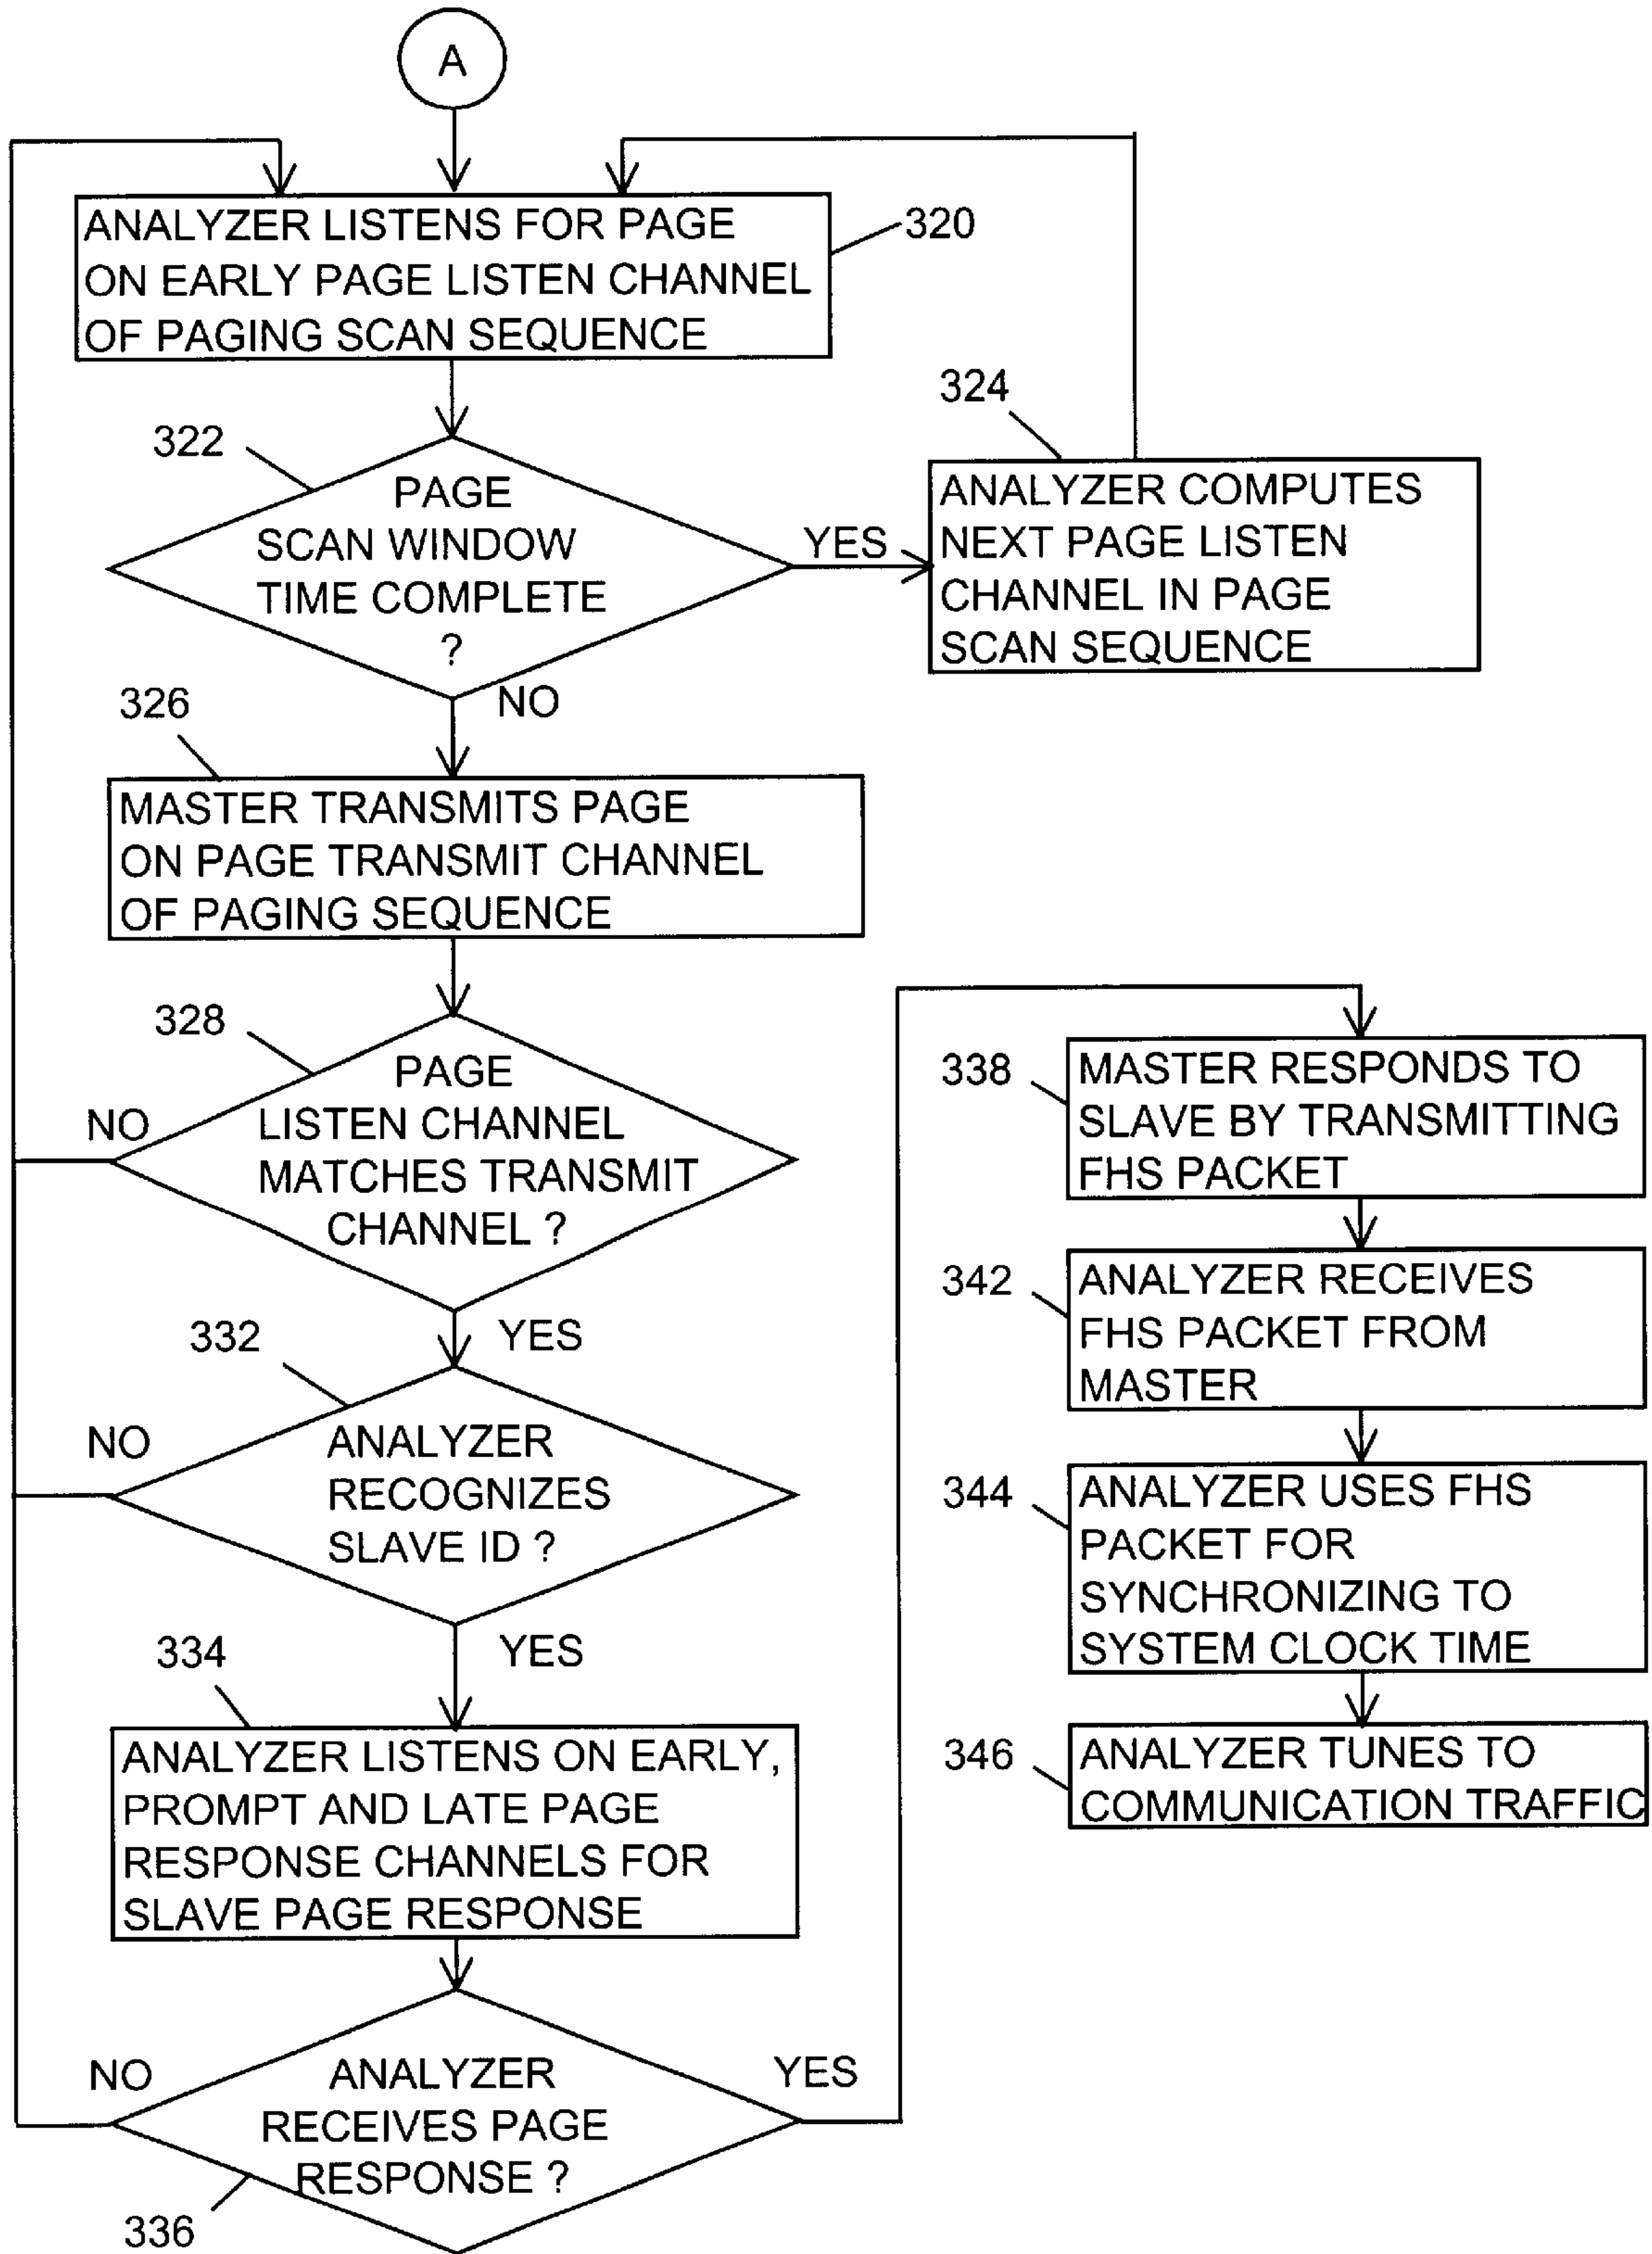 A
ANALYZER LISTENS FOR PAGE
ON EARLY PAGE LISTEN CHANNEL
OF PAGING SCAN SEQUENCE
320
322
PAGE
SCAN WINDOW
TIME COMPLETE
?
YES
NO
324
ANALYZER COMPUTES
NEXT PAGE LISTEN
CHANNEL IN PAGE
SCAN SEQUENCE
326
MASTER TRANSMITS PAGE
ON PAGE TRANSMIT CHANNEL
OF PAGING SEQUENCE
328
PAGE
LISTEN CHANNEL
MATCHES TRANSMIT
CHANNEL ?
NO
YES
332
ANALYZER
RECOGNIZES
SLAVE ID ?
NO
YES
334
ANALYZER LISTENS ON EARLY,
PROMPT AND LATE PAGE
RESPONSE CHANNELS FOR
SLAVE PAGE RESPONSE
NO
ANALYZER
RECEIVES PAGE
RESPONSE ?
YES
336
338
MASTER RESPONDS TO
SLAVE BY TRANSMITTING
FHS PACKET
342
ANALYZER RECEIVES
FHS PACKET FROM
MASTER
344
ANALYZER USES FHS
PACKET FOR
SYNCHRONIZING TO
SYSTEM CLOCK TIME
346
ANALYZER TUNES TO
COMMUNICATION TRAFFIC